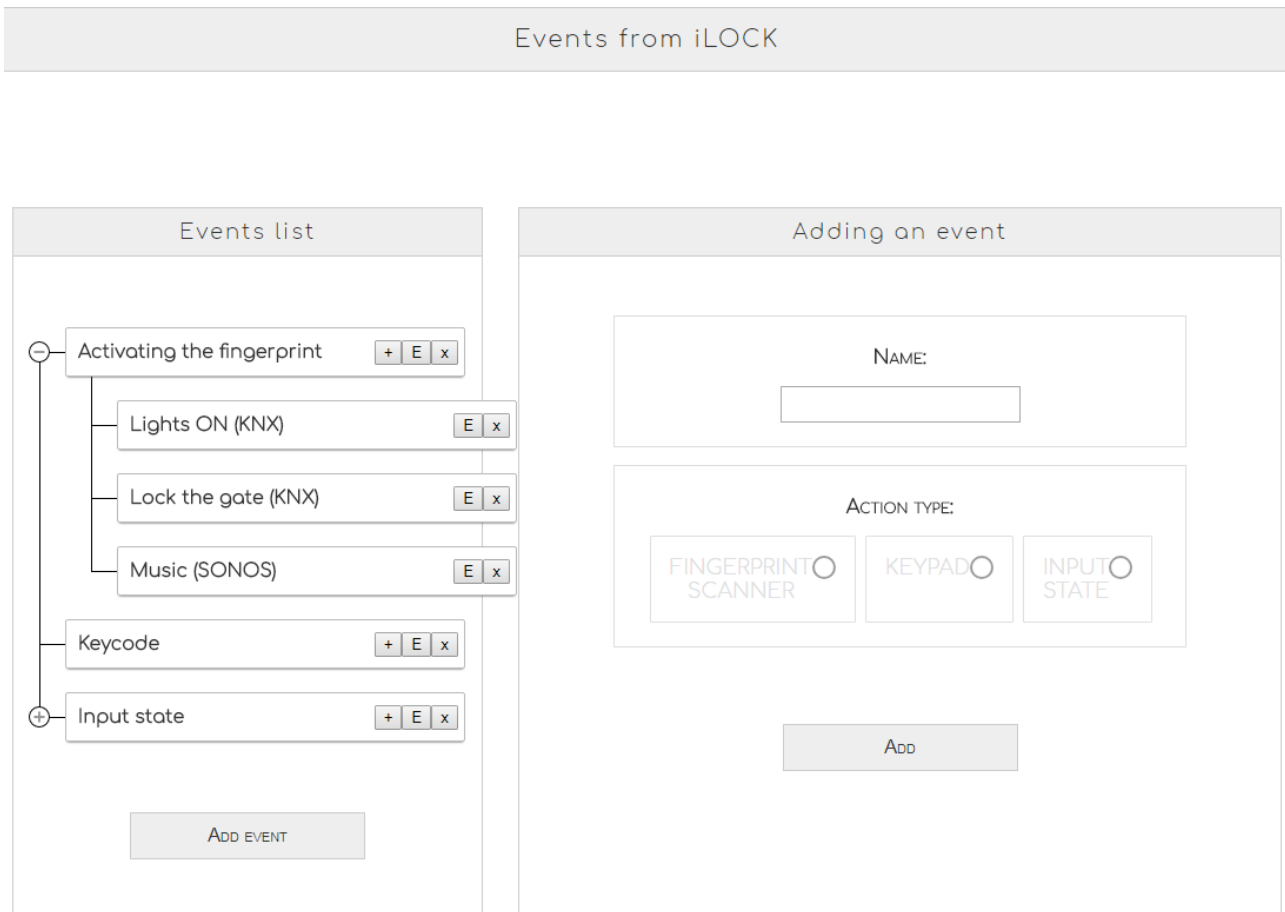 Events from iLOCK
Events list
Activating the fingerprint + E x
Lights ON (KNX) E x
Lock the gate (KNX) E x
Music (SONOS) E x
Keycode + E x
Input state + E x
Add event
Adding an event
Name:
Action type:
FINGERPRINT
SCANNER
KEYPAD
INPUT
STATE
Add